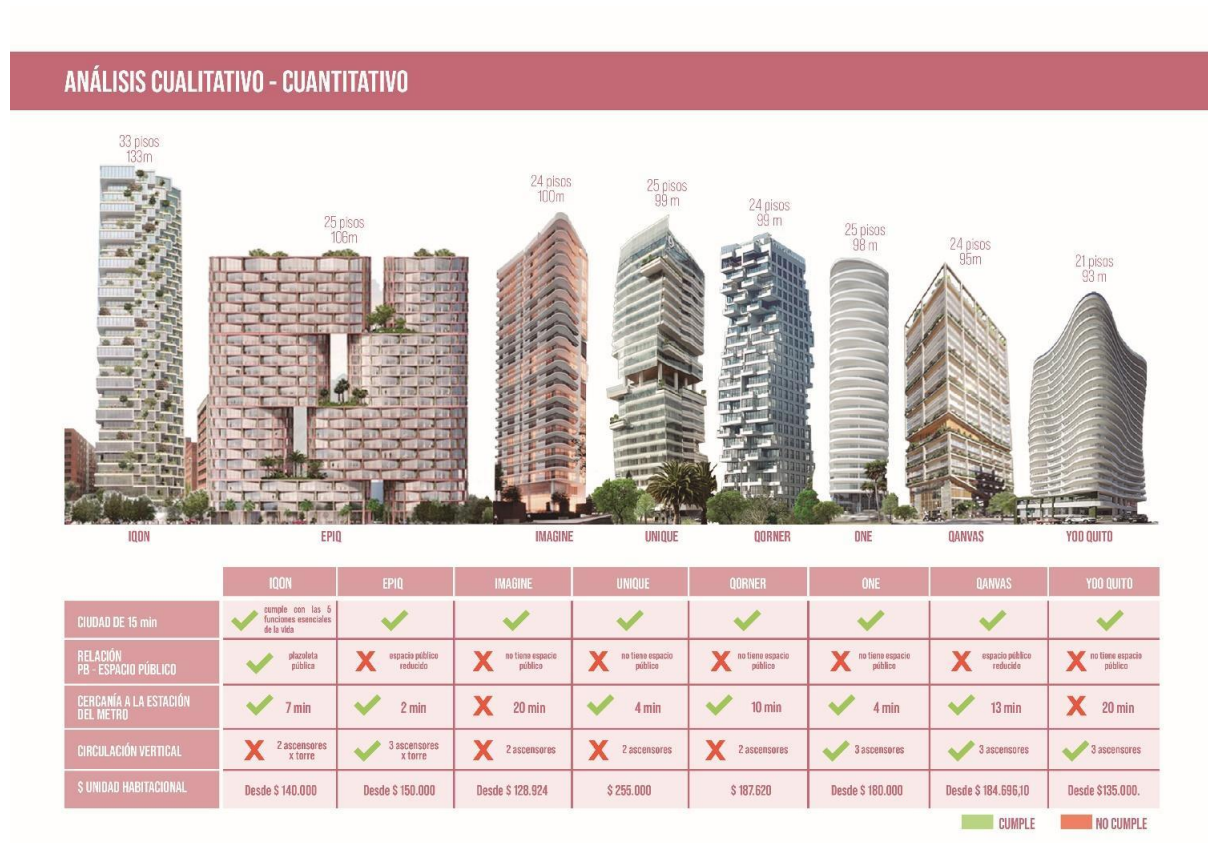 ANÁLISIS CUALITATIVO - CUANTITATIVO
33 pisos
133m
25 pisos
106m
24 pisos
100m
25 pisos
99 m
24 pisos
99 m
25 pisos
98 m
24 pisos
95m
21 pisos
93 m
IQON
EPIQ
IMAGINE
UNIQUE
QORNER
ONE
QANVAS
YOO QUITO
IQON
EPIQ
IMAGINE
UNIQUE
QORNER
ONE
QANVAS
YOO QUITO
CIUDAD DE 15 min
cumple con las 6
funciones esenciales
de la vida
RELACIÓN
PB - ESPACIO PÚBLICO
plazoleta
pública
espacio público
reducido
no tiene espacio
público
no tiene espacio
público
no tiene espacio
público
no tiene espacio
público
espacio público
reducido
no tiene espacio
público
CERCANÍA A LA ESTACIÓN
DEL METRO
7 min
2 min
20 min
4 min
10 min
4 min
13 min
20 min
CIRCULACIÓN VERTICAL
2 ascensores
x torre
3 ascensores
x torre
2 ascensores
2 ascensores
2 ascensores
3 ascensores
3 ascensores
3 ascensores
$ UNIDAD HABITACIONAL
Desde $ 140.000
Desde $ 150.000
Desde $ 128.924
$ 255.000
$ 187.620
Desde $ 180.000
Desde $ 184.696,10
Desde $135.000.
CUMPLE
NO CUMPLE